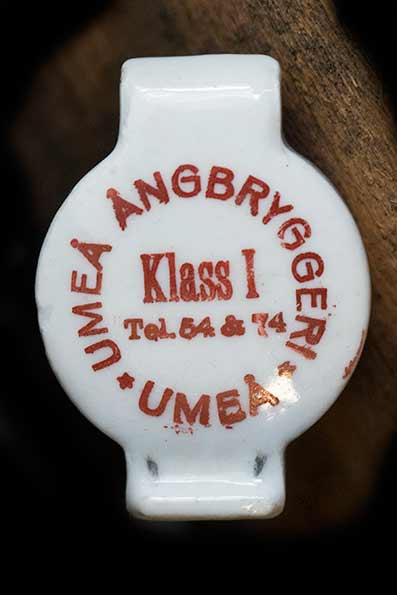 UMEÅ ÅNGBRYGGERI
Klass I
Tel. 54 & 74
* UMEÅ *